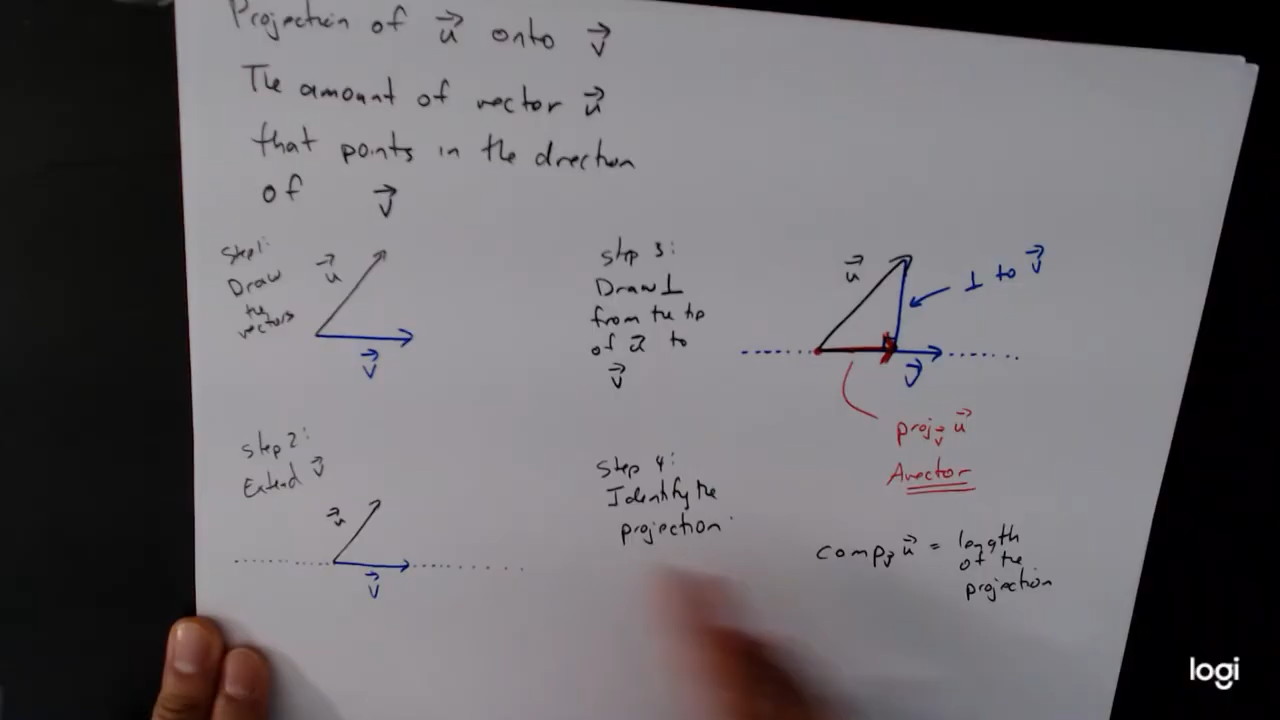 Projection of u⃗ onto v⃗
The amount of vector u⃗
that points in the direction
of v⃗
Step 1:
Draw
the
vectors
u⃗
v⃗
Step 2:
Extend v⃗
u⃗
v⃗
Step 3:
Draw ⊥
from the tip
of u⃗ to
v⃗
u⃗
⊥ to v⃗
v⃗
proj_v⃗ u⃗
A vector
Step 4:
Identify the
projection
comp_v⃗ u⃗ = length
of the
projection
logi